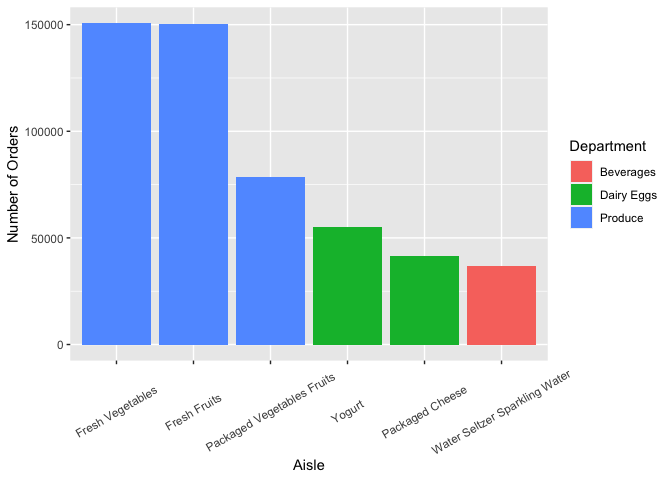 150000
100000
50000
0
Number of Orders
Fresh Vegetables
Fresh Fruits
Packaged Vegetables Fruits
Yogurt
Packaged Cheese
Water Seltzer Sparkling Water
Aisle
Department
Beverages
Dairy Eggs
Produce